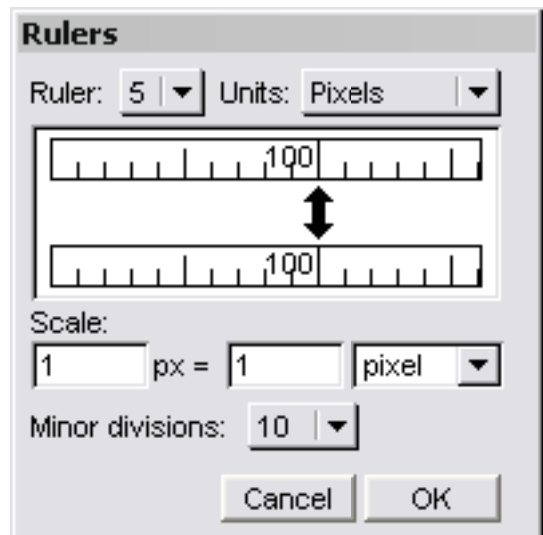 Rulers
Ruler: 5 Units: Pixels
100
100
Scale:
1 px = 1 pixel
Minor divisions: 10
Cancel OK